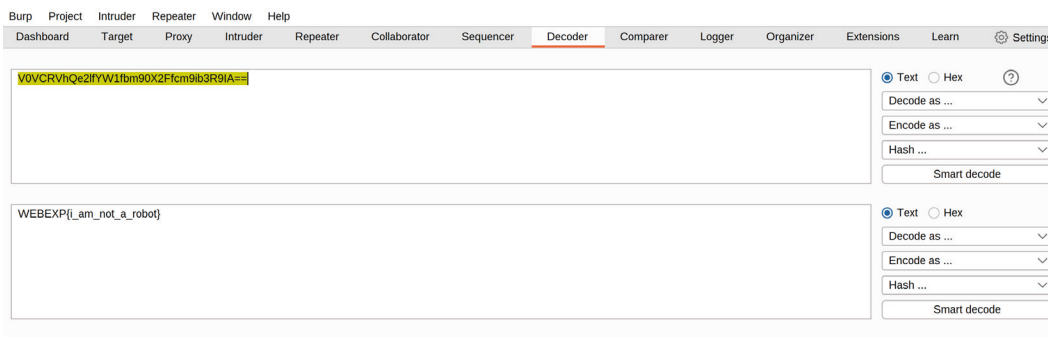 Burp Project Intruder Repeater Window Help
Dashboard Target Proxy Intruder Repeater Collaborator Sequencer Decoder Comparer Logger Organizer Extensions Learn Settings
V0VCRVhQe2lfYW1fbm90X2Ffcm9ib3R9IA==
Text Hex ?
Decode as ...
Encode as ...
Hash ...
Smart decode
WEBEXP{i_am_not_a_robot}
Text Hex
Decode as ...
Encode as ...
Hash ...
Smart decode